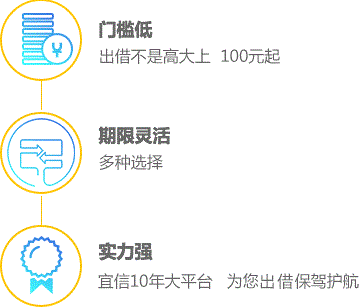 门槛低
出借不是高大上 100元起
期限灵活
多种选择
实力强
宜信10年大平台 为您出借保驾护航